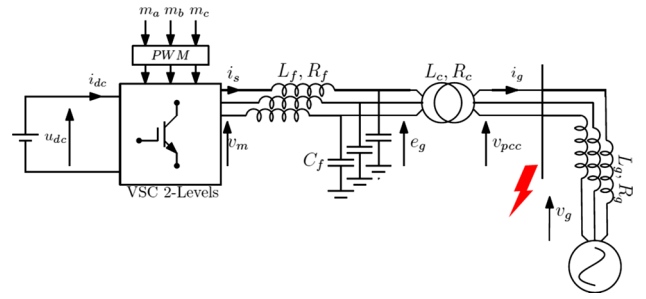 m_a m_b m_c
PWM
i_dc
i_s
L_f, R_f
L_c, R_c
i_g
u_dc
v_m
C_f
e_g
v_pcc
L_g, R_g
v_g
VSC 2-Levels